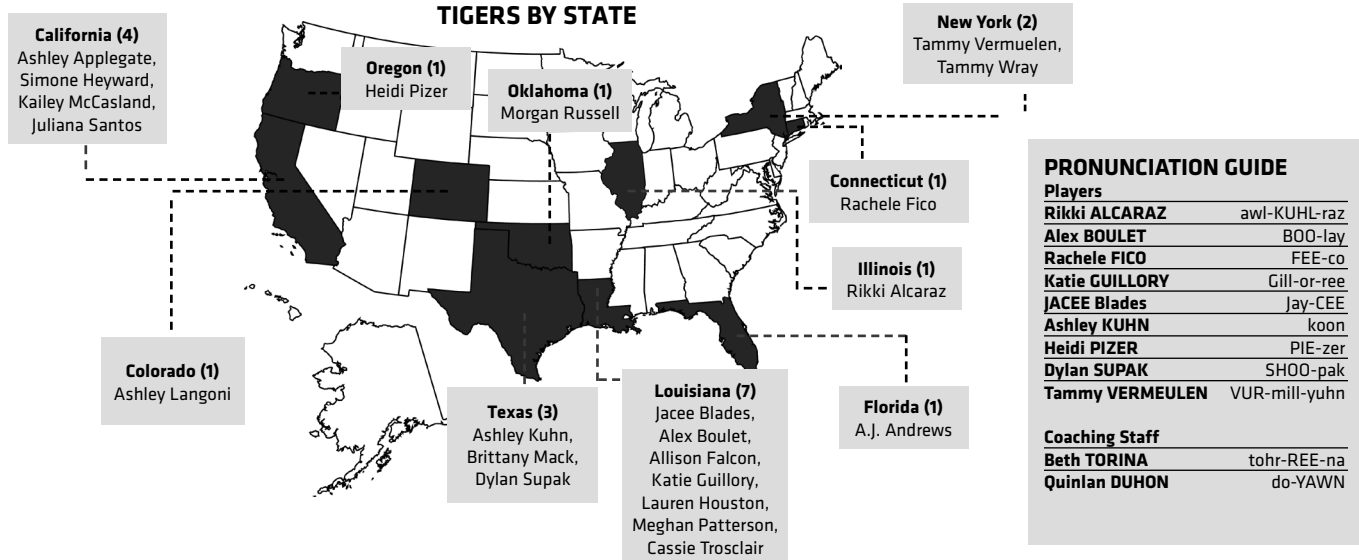 TIGERS BY STATE
California (4)
Ashley Applegate,
Simone Heyward,
Kailey McCasland,
Juliana Santos
Oregon (1)
Heidi Pizer
Oklahoma (1)
Morgan Russell
New York (2)
Tammy Vermuelen,
Tammy Wray
Connecticut (1)
Rachele Fico
Illinois (1)
Rikki Alcaraz
Colorado (1)
Ashley Langoni
Texas (3)
Ashley Kuhn,
Brittany Mack,
Dylan Supak
Louisiana (7)
Jacee Blades,
Alex Boulet,
Allison Falcon,
Katie Guillory,
Lauren Houston,
Meghan Patterson,
Cassie Trosclair
Florida (1)
A.J. Andrews
PRONUNCIATION GUIDE
Players
Rikki ALCARAZ awl-KUHL-raz
Alex BOULET BOO-lay
Rachele FICO FEE-co
Katie GUILLORY Gill-or-ree
JACEE Blades Jay-CEE
Ashley KUHN koon
Heidi PIZER PIE-zer
Dylan SUPAK SHOO-pak
Tammy VERMEULEN VUR-mill-yuhn
Coaching Staff
Beth TORINA tohr-REE-na
Quinlan DUHON do-YAWN